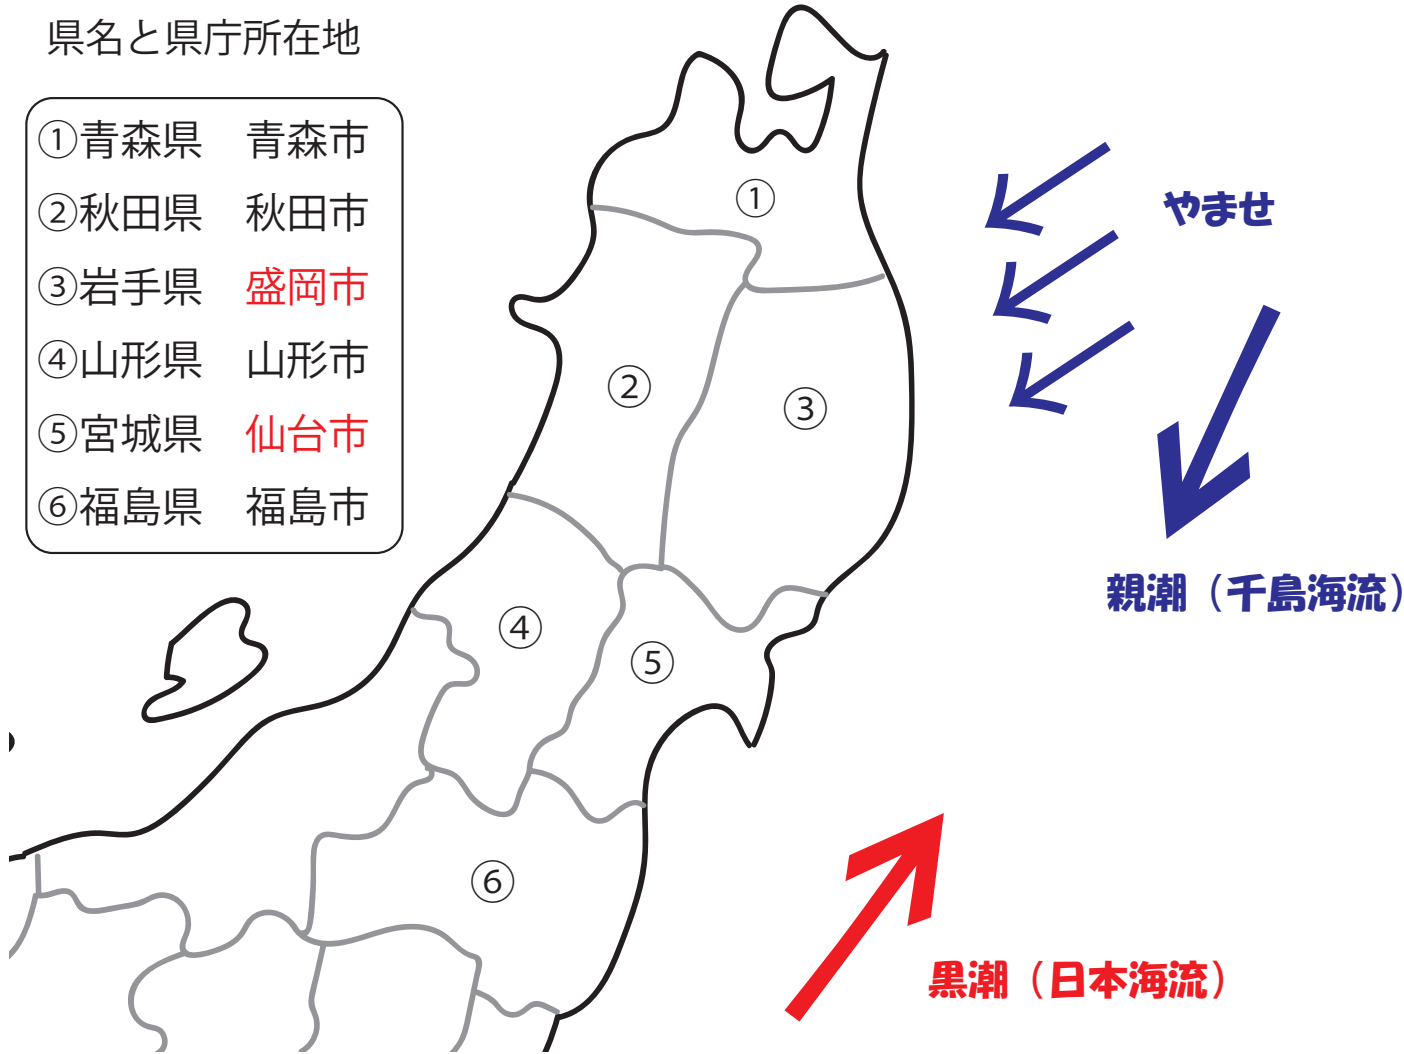 県名と県庁所在地
①青森県 青森市
②秋田県 秋田市
③岩手県 盛岡市
④山形県 山形市
⑤宮城県 仙台市
⑥福島県 福島市
①
②
③
④
⑤
⑥
やませ
親潮（千島海流）
黒潮（日本海流）